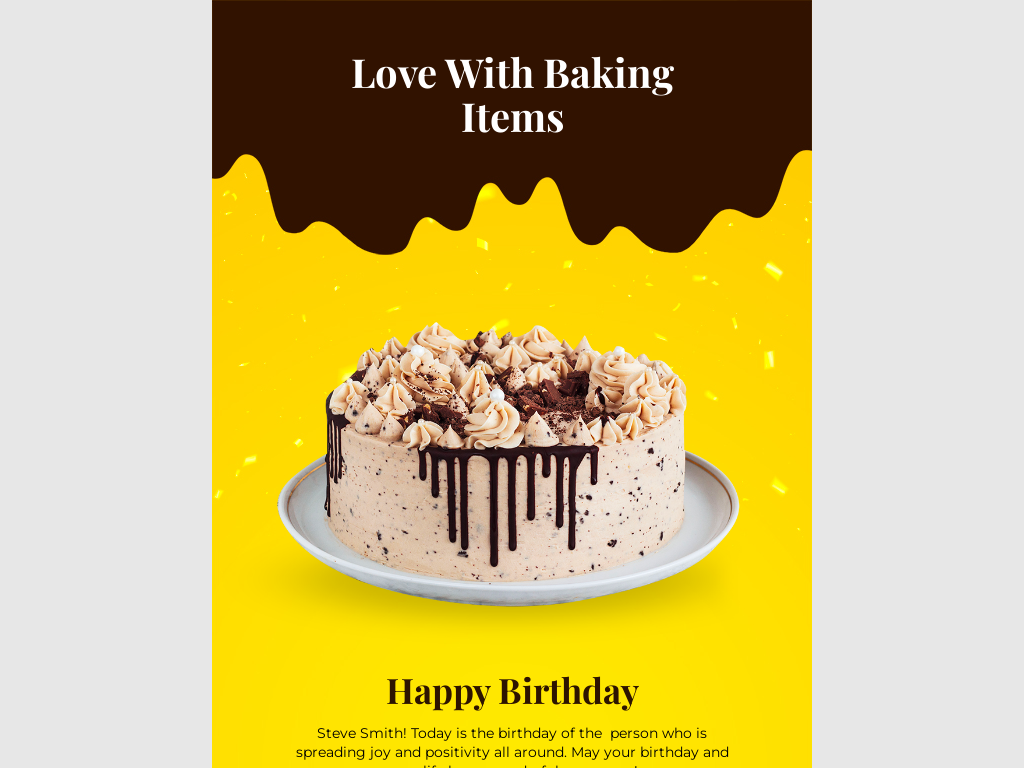 Love With Baking
Items
Happy Birthday
Steve Smith! Today is the birthday of the  person who is
spreading joy and positivity all around. May your birthday and